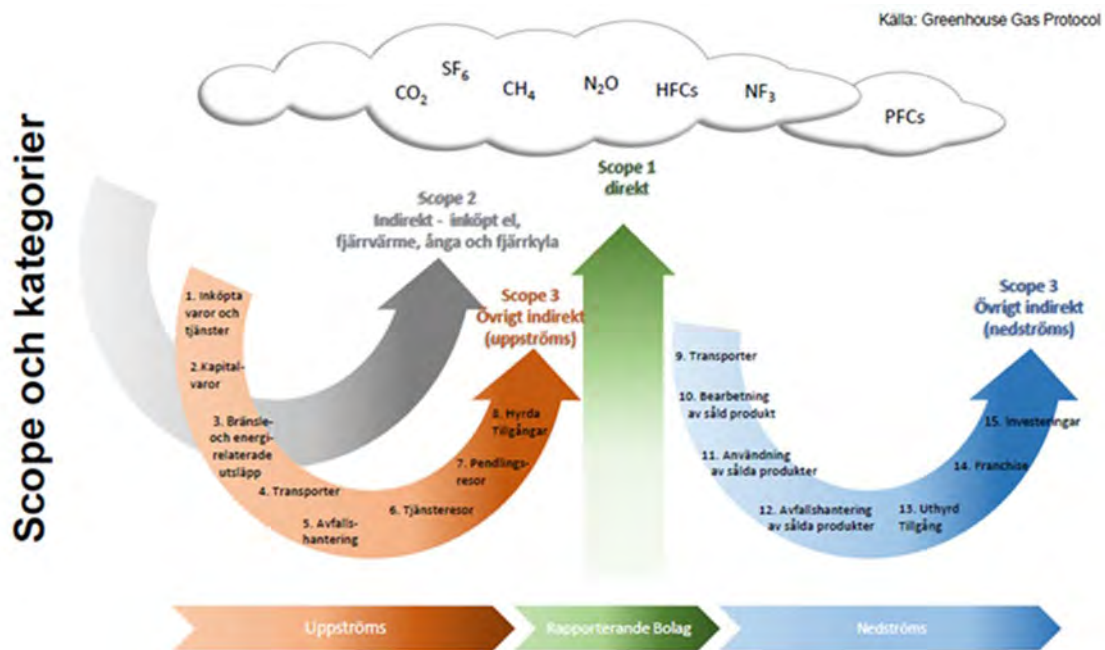 Källa: Greenhouse Gas Protocol
Scope och kategorier
CO2
SF6
CH4
N2O
HFCs
NF3
PFCs
Scope 2
Indirekt - inköpt el,
fjärrvärme, ånga och fjärrkyla
Scope 1
direkt
Scope 3
Övrigt indirekt
(uppströms)
Scope 3
Övrigt indirekt
(nedströms)
1. Inköpta
varor och
tjänster
2.Kapital-
varor
3. Bränsle-
och energi-
relaterade
utsläpp
4. Transporter
5. Avfalls-
hantering
6. Tjänsteresor
7. Pendlings-
resor
8. Hyrda
Tillgångar
9. Transporter
10. Bearbetning
av såld produkt
11. Användning
av sålda produkter
12. Avfallshantering
av sålda produkter
13. Uthyrd
Tillgång
14. Franchise
15. Investeringar
Uppströms
Rapporterande Bolag
Nedströms